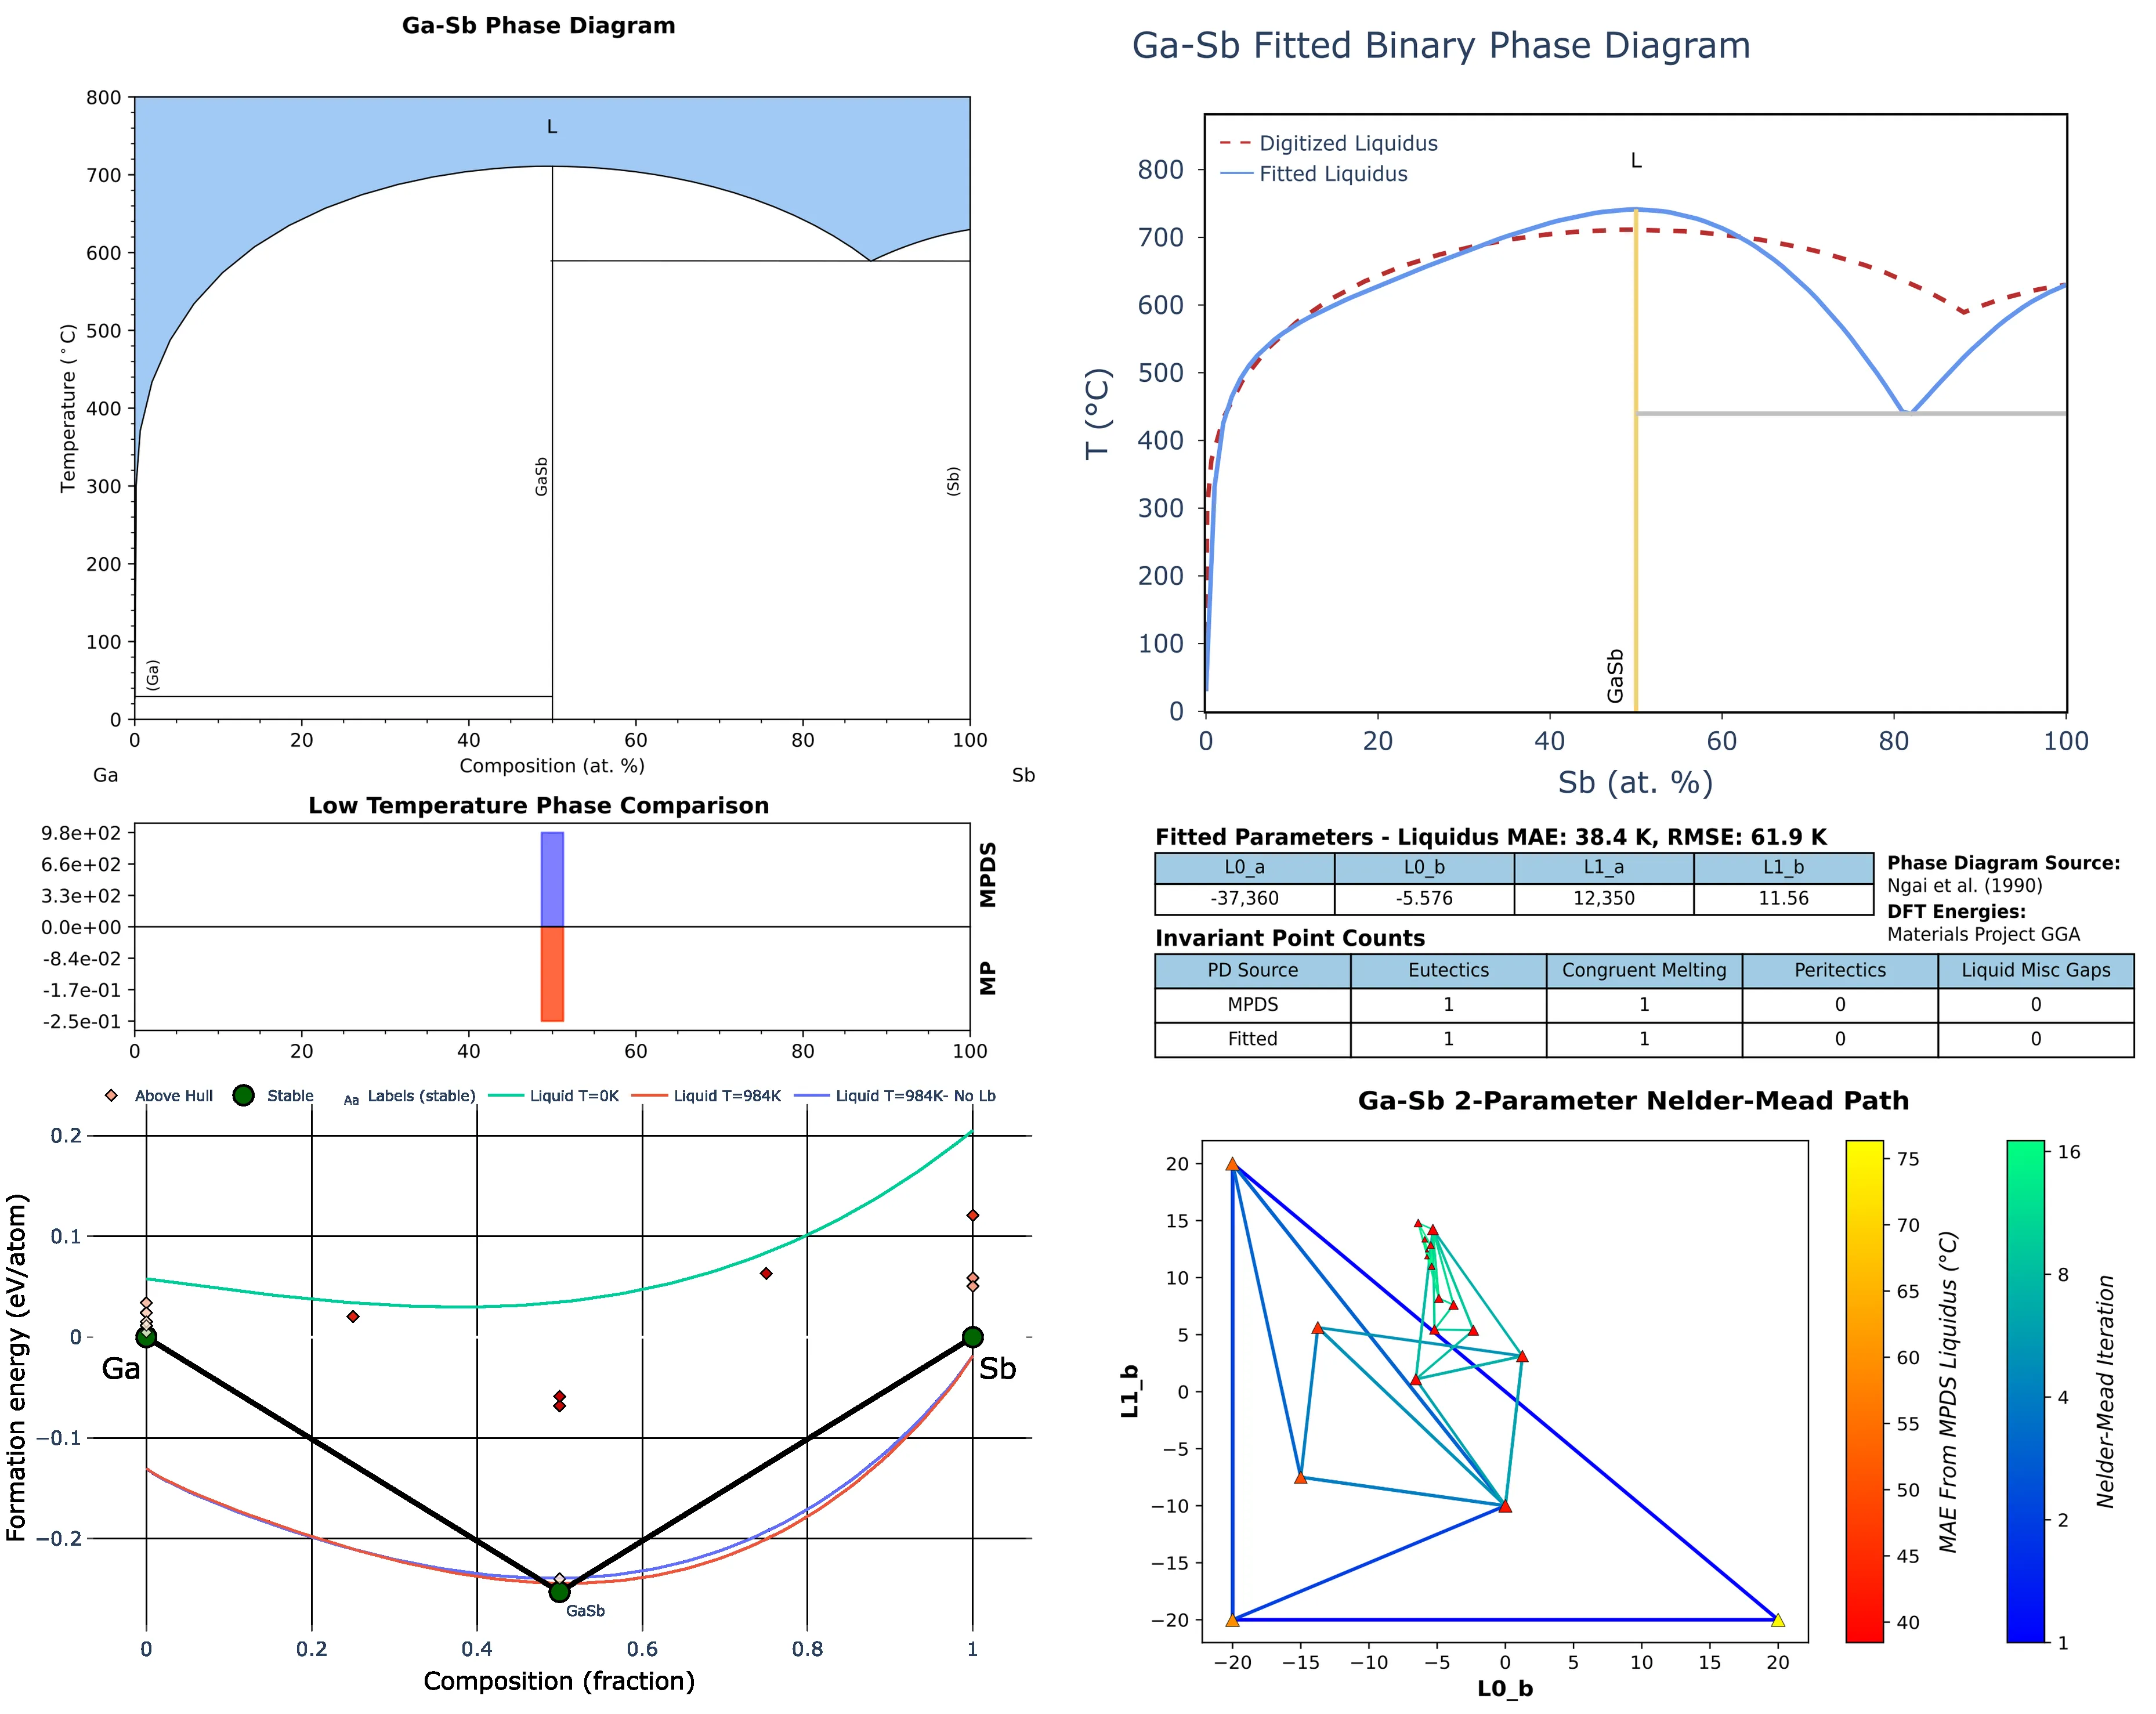 Ga-Sb Phase Diagram
800
700
600
500
400
300
200
100
0
Temperature (°C)
L
GaSb
(Sb)
(Ga)
0 20 40 60 80 100
Composition (at. %)
Ga Sb
Ga-Sb Fitted Binary Phase Diagram
Digitized Liquidus
Fitted Liquidus
L
800
700
600
500
400
300
200
100
0
T (°C)
GaSb
0 20 40 60 80 100
Sb (at. %)
Low Temperature Phase Comparison
9.8e+02
6.6e+02
3.3e+02
0.0e+00
-8.4e-02
-1.7e-01
-2.5e-01
MPDS
MP
0 20 40 60 80 100
Fitted Parameters - Liquidus MAE: 38.4 K, RMSE: 61.9 K
L0_a L0_b L1_a L1_b
-37,360 -5.576 12,350 11.56
Phase Diagram Source:
Ngai et al. (1990)
DFT Energies:
Materials Project GGA
Invariant Point Counts
PD Source Eutectics Congruent Melting Peritectics Liquid Misc Gaps
MPDS 1 1 0 0
Fitted 1 1 0 0
Above Hull Stable Aa Labels (stable) Liquid T=0K Liquid T=984K Liquid T=984K- No Lb
0.2
0.1
0
−0.1
−0.2
Formation energy (eV/atom)
Ga
Sb
GaSb
0 0.2 0.4 0.6 0.8 1
Composition (fraction)
Ga-Sb 2-Parameter Nelder-Mead Path
20
15
10
5
0
−5
−10
−15
−20
L1_b
−20 −15 −10 −5 0 5 10 15 20
L0_b
75
70
65
60
55
50
45
40
MAE From MPDS Liquidus (°C)
16
8
4
2
1
Nelder-Mead Iteration